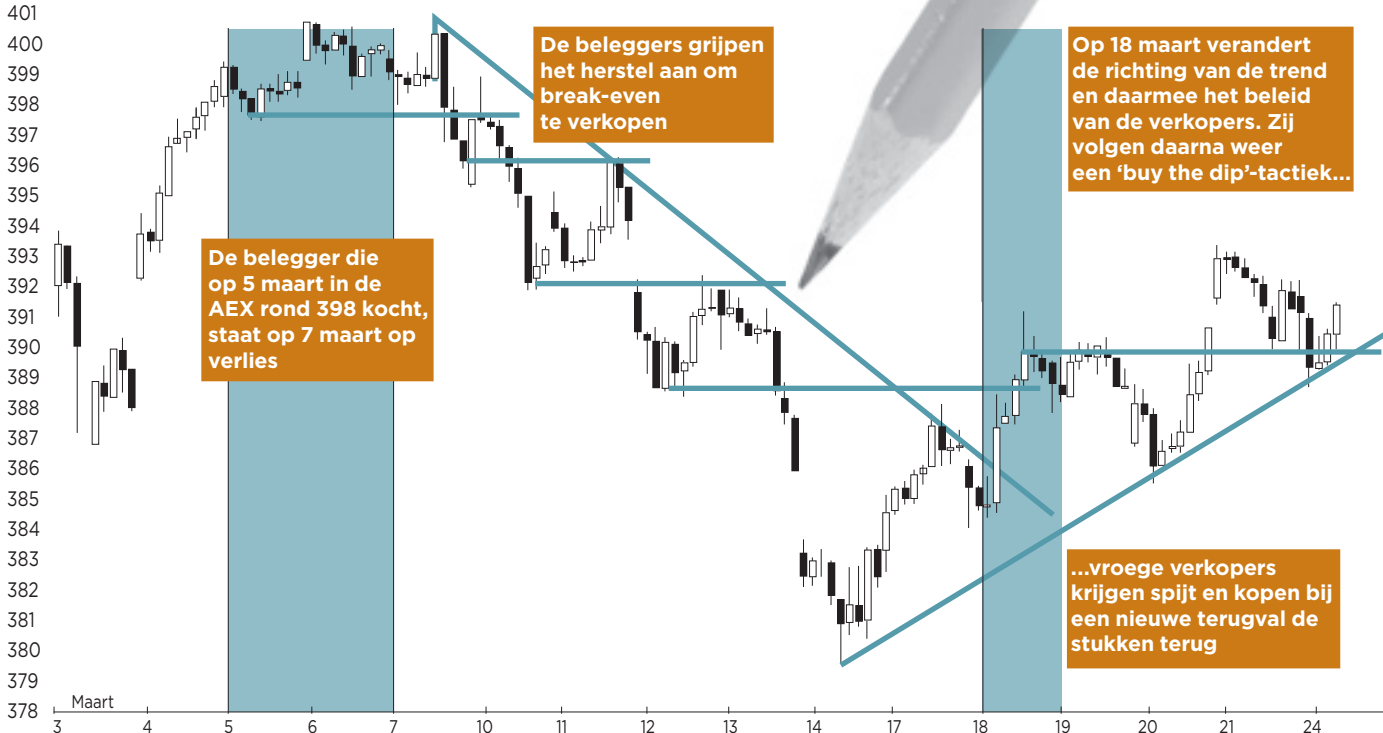 401
400
399
398
397
396
395
394
393
392
391
390
389
388
387
386
385
384
383
382
381
380
379
378
De beleggers grijpen
het herstel aan om
break-even
te verkopen
Op 18 maart verandert
de richting van de trend
en daarmee het beleid
van de verkopers. Zij
volgen daarna weer
een ‘buy the dip’-tactiek...
De belegger die
op 5 maart in de
AEX rond 398 kocht,
staat op 7 maart op
verlies
...vroege verkopers
krijgen spijt en kopen bij
een nieuwe terugval de
stukken terug
Maart
3 4 5 6 7 10 11 12 13 14 17 18 19 20 21 24